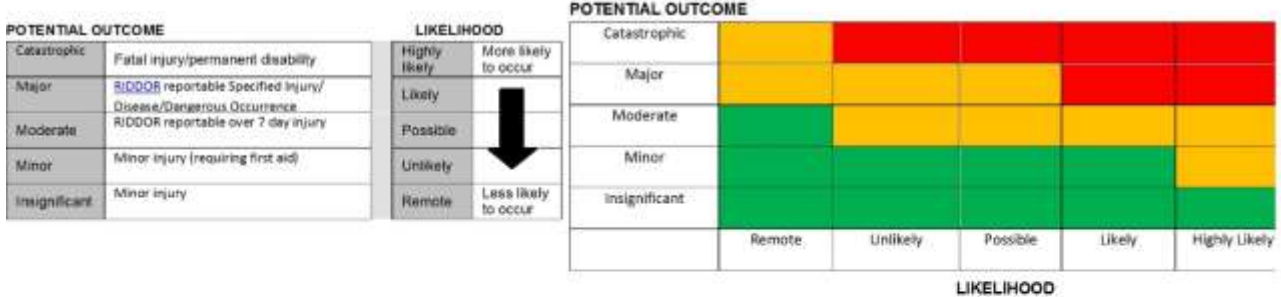 POTENTIAL OUTCOME
Catastrophic
Fatal injury/permanent disability
Major
RIDDOR reportable Specified Injury/
Disease/Dangerous Occurrence
Moderate
RIDDOR reportable over 7 day injury
Minor
Minor injury (requiring first aid)
Insignificant
Minor injury
LIKELIHOOD
Highly
likely
More likely
to occur
Likely
Possible
Unlikely
Remote
Less likely
to occur
POTENTIAL OUTCOME
Catastrophic
Major
Moderate
Minor
Insignificant
Remote
Unlikely
Possible
Likely
Highly Likely
LIKELIHOOD